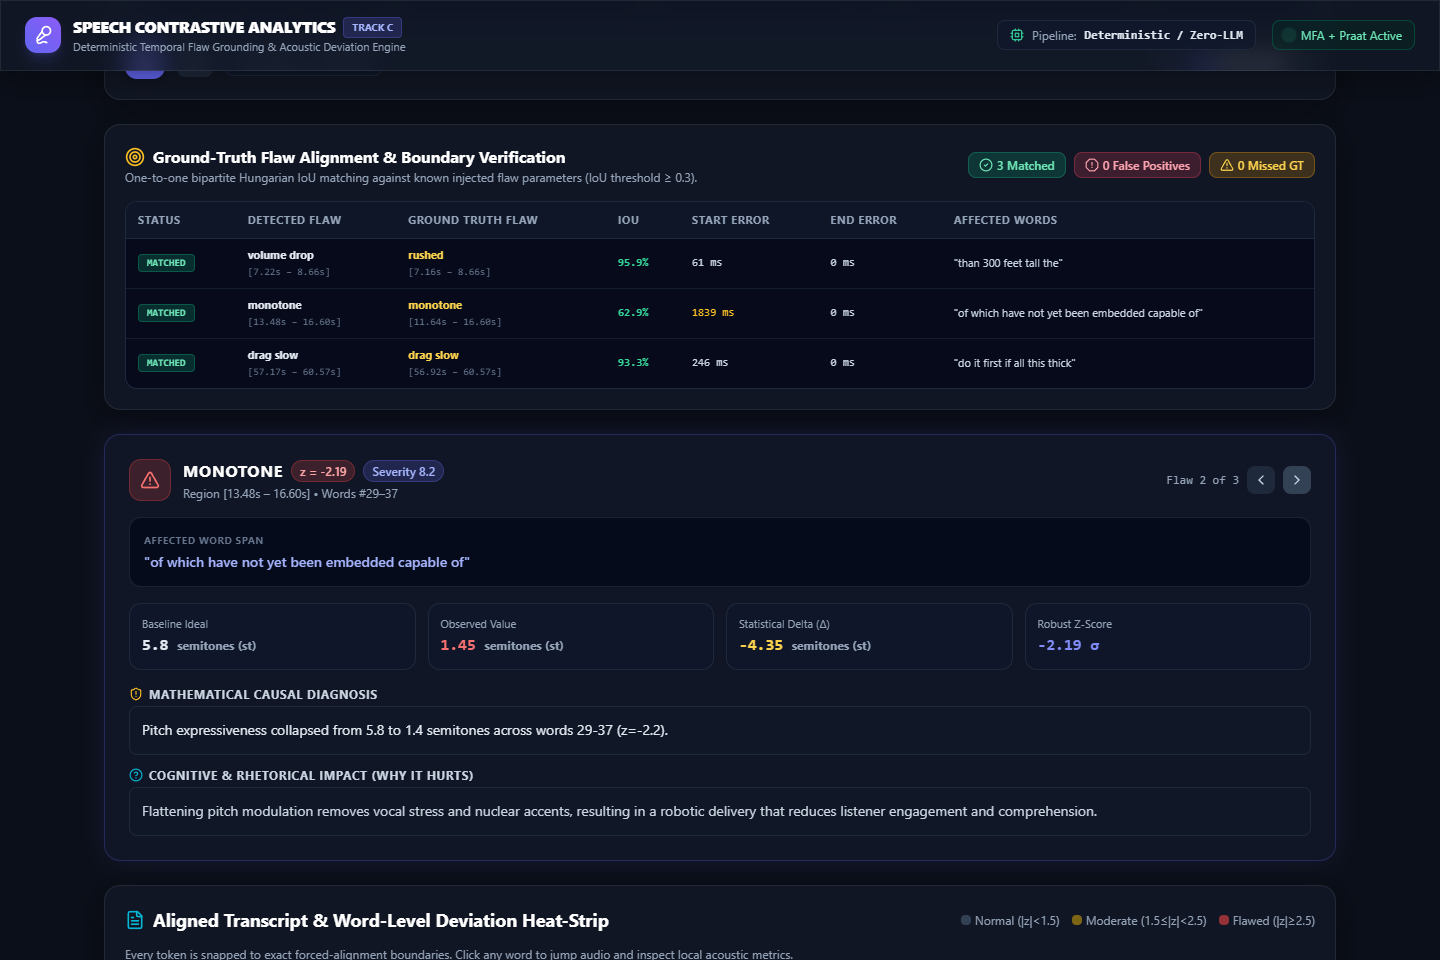 SPEECH CONTRASTIVE ANALYTICS TRACK C
Deterministic Temporal Flaw Grounding & Acoustic Deviation Engine
Pipeline: Deterministic / Zero-LLM
MFA + Praat Active
Ground-Truth Flaw Alignment & Boundary Verification
One-to-one bipartite Hungarian IoU matching against known injected flaw parameters (IoU threshold ≥ 0.3).
3 Matched
0 False Positives
0 Missed GT
STATUS DETECTED FLAW GROUND TRUTH FLAW IOU START ERROR END ERROR AFFECTED WORDS
MATCHED volume drop rushed 95.9% 61 ms 0 ms "than 300 feet tall the"
[7.22s – 8.66s] [7.16s – 8.66s]
MATCHED monotone monotone 62.9% 1839 ms 0 ms "of which have not yet been embedded capable of"
[13.48s – 16.60s] [11.64s – 16.60s]
MATCHED drag slow drag slow 93.3% 246 ms 0 ms "do it first if all this thick"
[57.17s – 60.57s] [56.92s – 60.57s]
MONOTONE z = -2.19 Severity 8.2
Region [13.48s – 16.60s] • Words #29–37
Flaw 2 of 3
AFFECTED WORD SPAN
"of which have not yet been embedded capable of"
Baseline Ideal
5.8 semitones (st)
Observed Value
1.45 semitones (st)
Statistical Delta (Δ)
-4.35 semitones (st)
Robust Z-Score
-2.19 σ
MATHEMATICAL CAUSAL DIAGNOSIS
Pitch expressiveness collapsed from 5.8 to 1.4 semitones across words 29-37 (z=-2.2).
COGNITIVE & RHETORICAL IMPACT (WHY IT HURTS)
Flattening pitch modulation removes vocal stress and nuclear accents, resulting in a robotic delivery that reduces listener engagement and comprehension.
Aligned Transcript & Word-Level Deviation Heat-Strip
Normal (|z|<1.5) Moderate (1.5≤|z|<2.5) Flawed (|z|≥2.5)
Every token is snapped to exact forced-alignment boundaries. Click any word to jump audio and inspect local acoustic metrics.